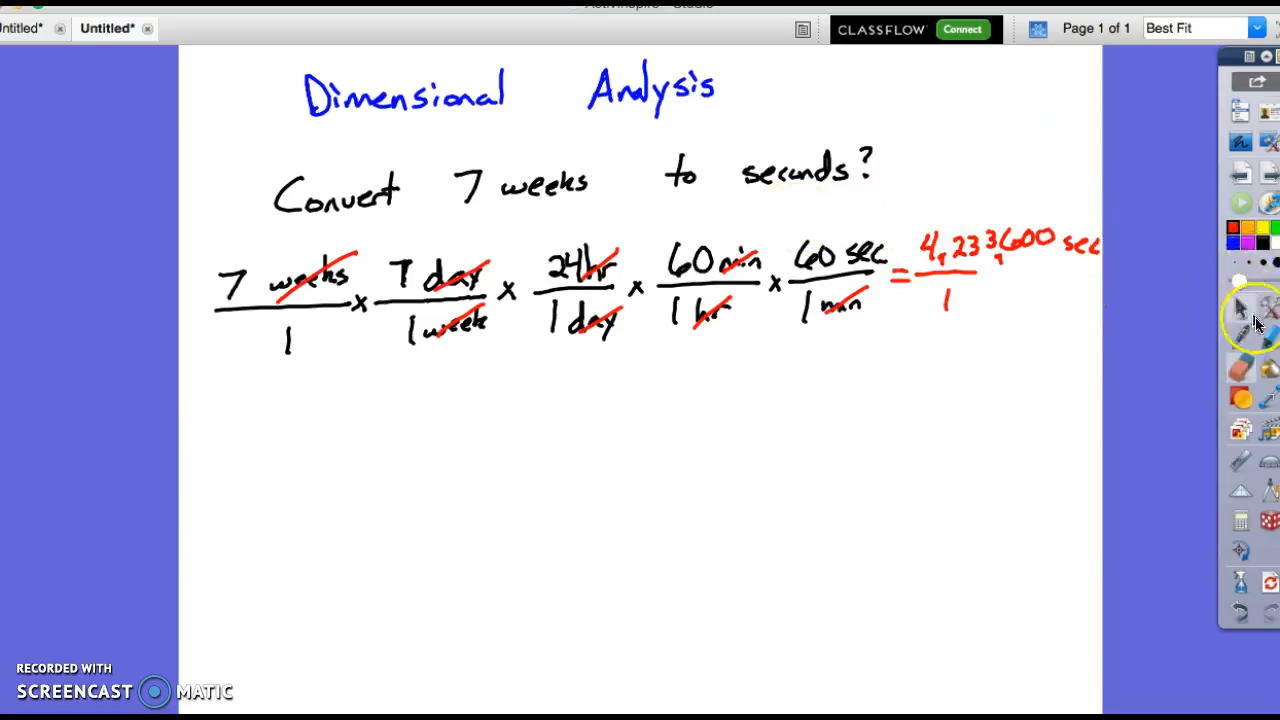 Untitled*
Untitled*
CLASSFLOW Connect
Page 1 of 1
Best Fit
Dimensional Analysis
Convert 7 weeks to seconds?
7 weeks × 7 day × 24 hr × 60 min × 60 sec = 4,233,600 sec
1 1 week 1 day 1 hr 1 min 1
RECORDED WITH
SCREENCAST MATIC